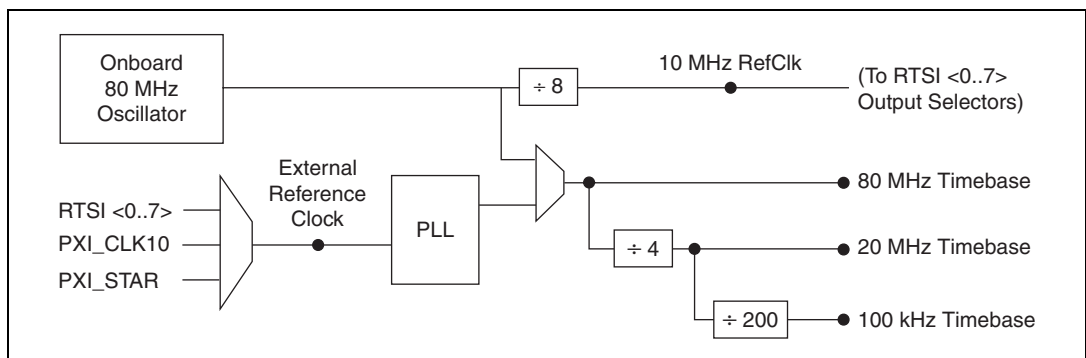 Onboard
80 MHz
Oscillator
÷ 8
10 MHz RefClk
(To RTSI <0..7>
Output Selectors)
External
Reference
Clock
RTSI <0..7>
PXI_CLK10
PXI_STAR
PLL
80 MHz Timebase
÷ 4
20 MHz Timebase
÷ 200
100 kHz Timebase